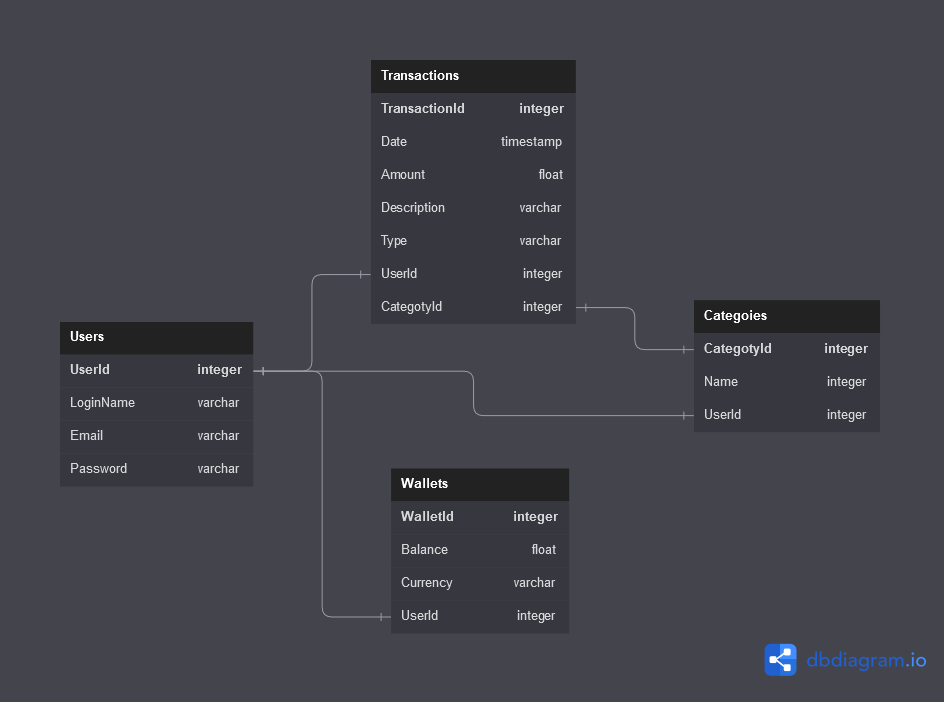 Transactions
TransactionId integer
Date timestamp
Amount float
Description varchar
Type varchar
UserId integer
CategotyId integer
Users
UserId integer
LoginName varchar
Email varchar
Password varchar
Categoies
CategotyId integer
Name integer
UserId integer
Wallets
WalletId integer
Balance float
Currency varchar
UserId integer
dbdiagram.io